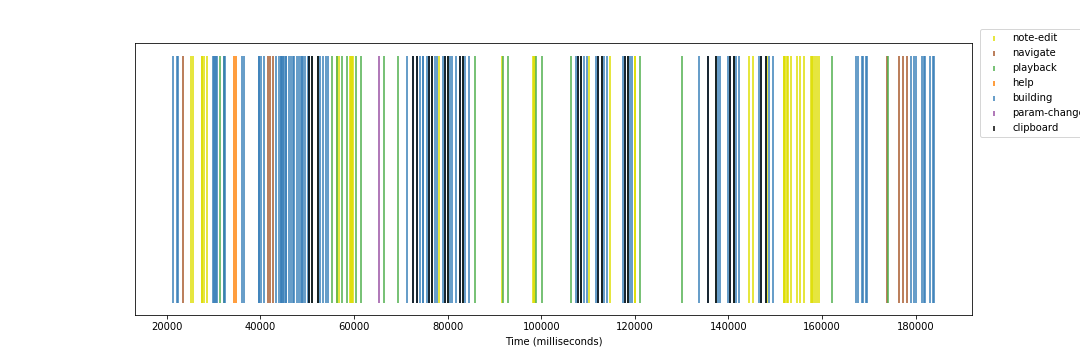 note-edit
navigate
playback
help
building
param-change
clipboard
20000 40000 60000 80000 100000 120000 140000 160000 180000
Time (milliseconds)